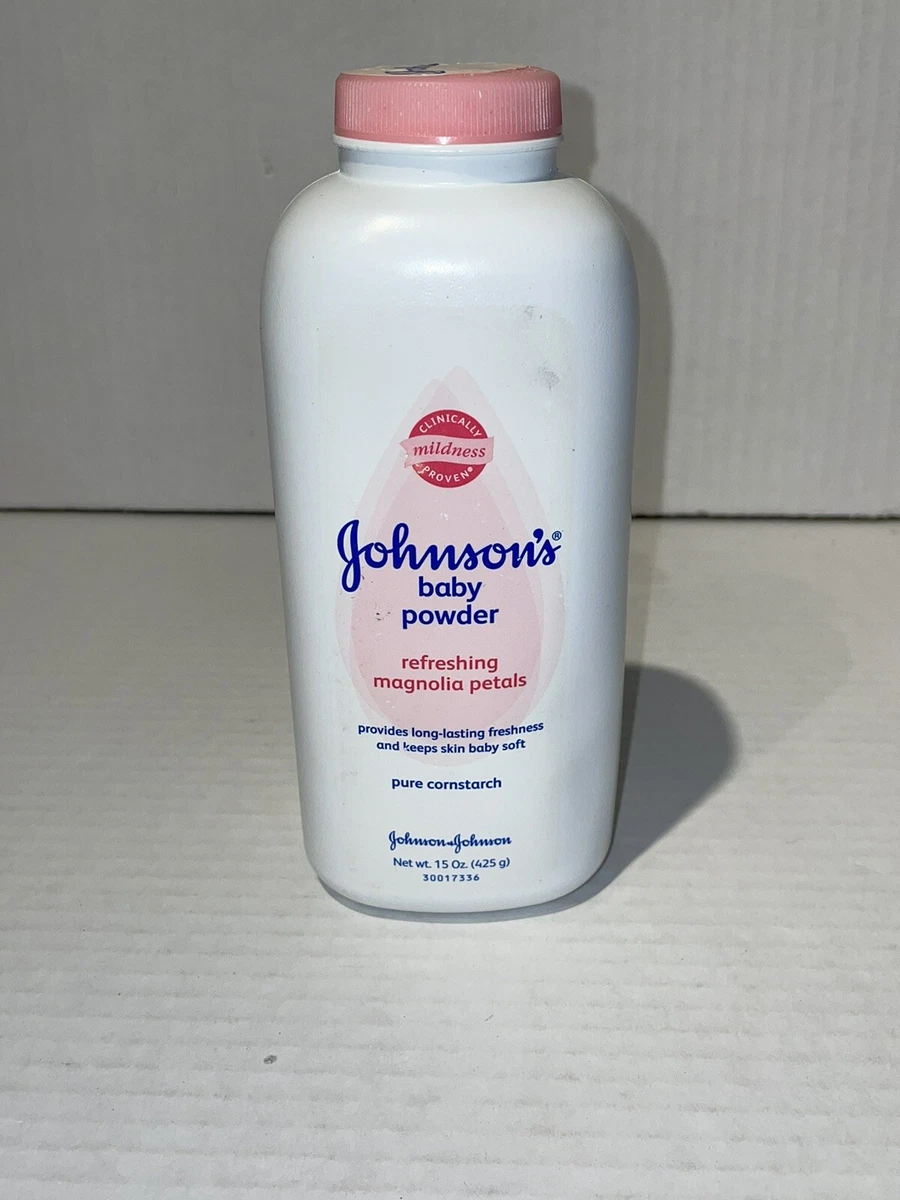 CLINICALLY
mildness
PROVEN®
Johnson's®
baby
powder
refreshing
magnolia petals
provides long-lasting freshness
and keeps skin baby soft
pure cornstarch
Johnson & Johnson
Net wt. 15 Oz. (425 g)
30017336